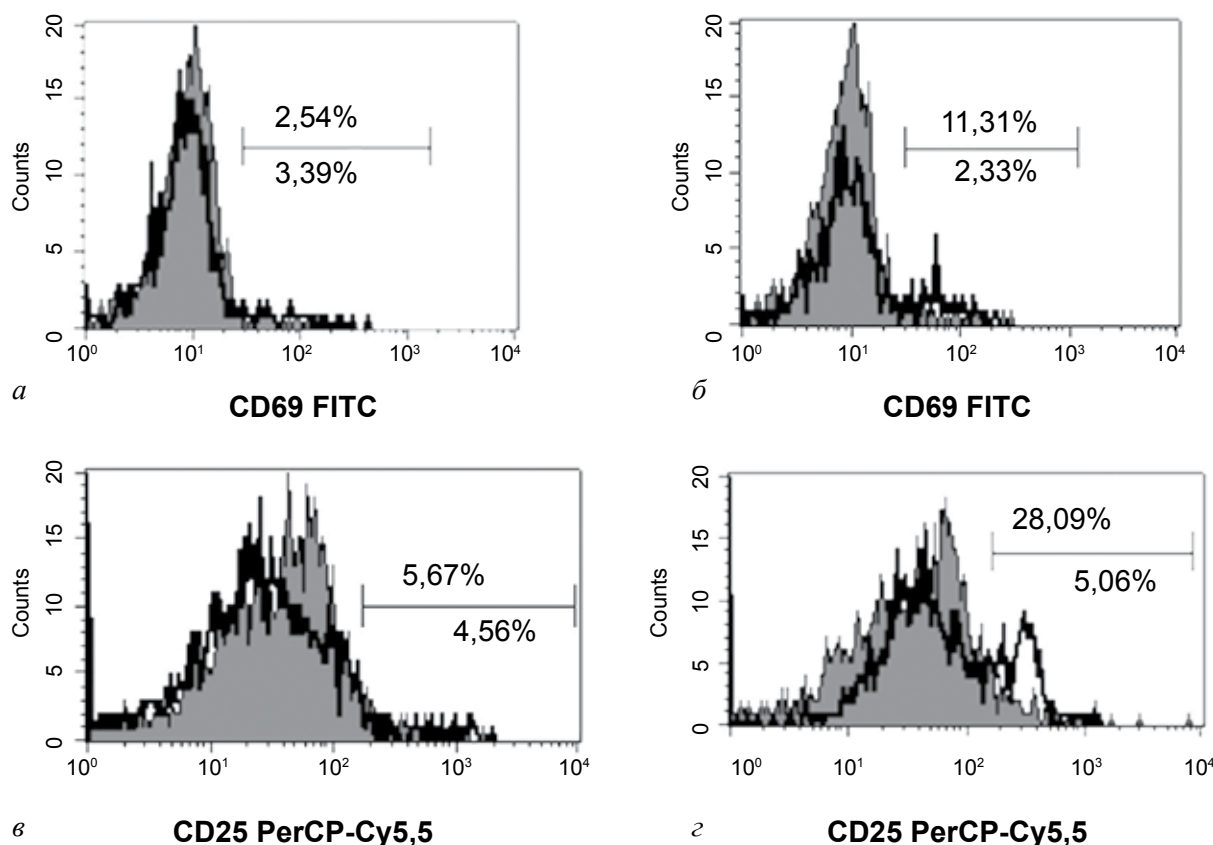 20
15
10
5
0
Counts
2,54%
3,39%
10⁰ 10¹ 10² 10³ 10⁴
а
CD69 FITC
20
15
10
5
0
Counts
11,31%
2,33%
10⁰ 10¹ 10² 10³ 10⁴
б
CD69 FITC
20
15
10
5
0
Counts
5,67%
4,56%
10⁰ 10¹ 10² 10³ 10⁴
в
CD25 PerCP-Cy5,5
20
15
10
5
0
Counts
28,09%
5,06%
10⁰ 10¹ 10² 10³ 10⁴
г
CD25 PerCP-Cy5,5